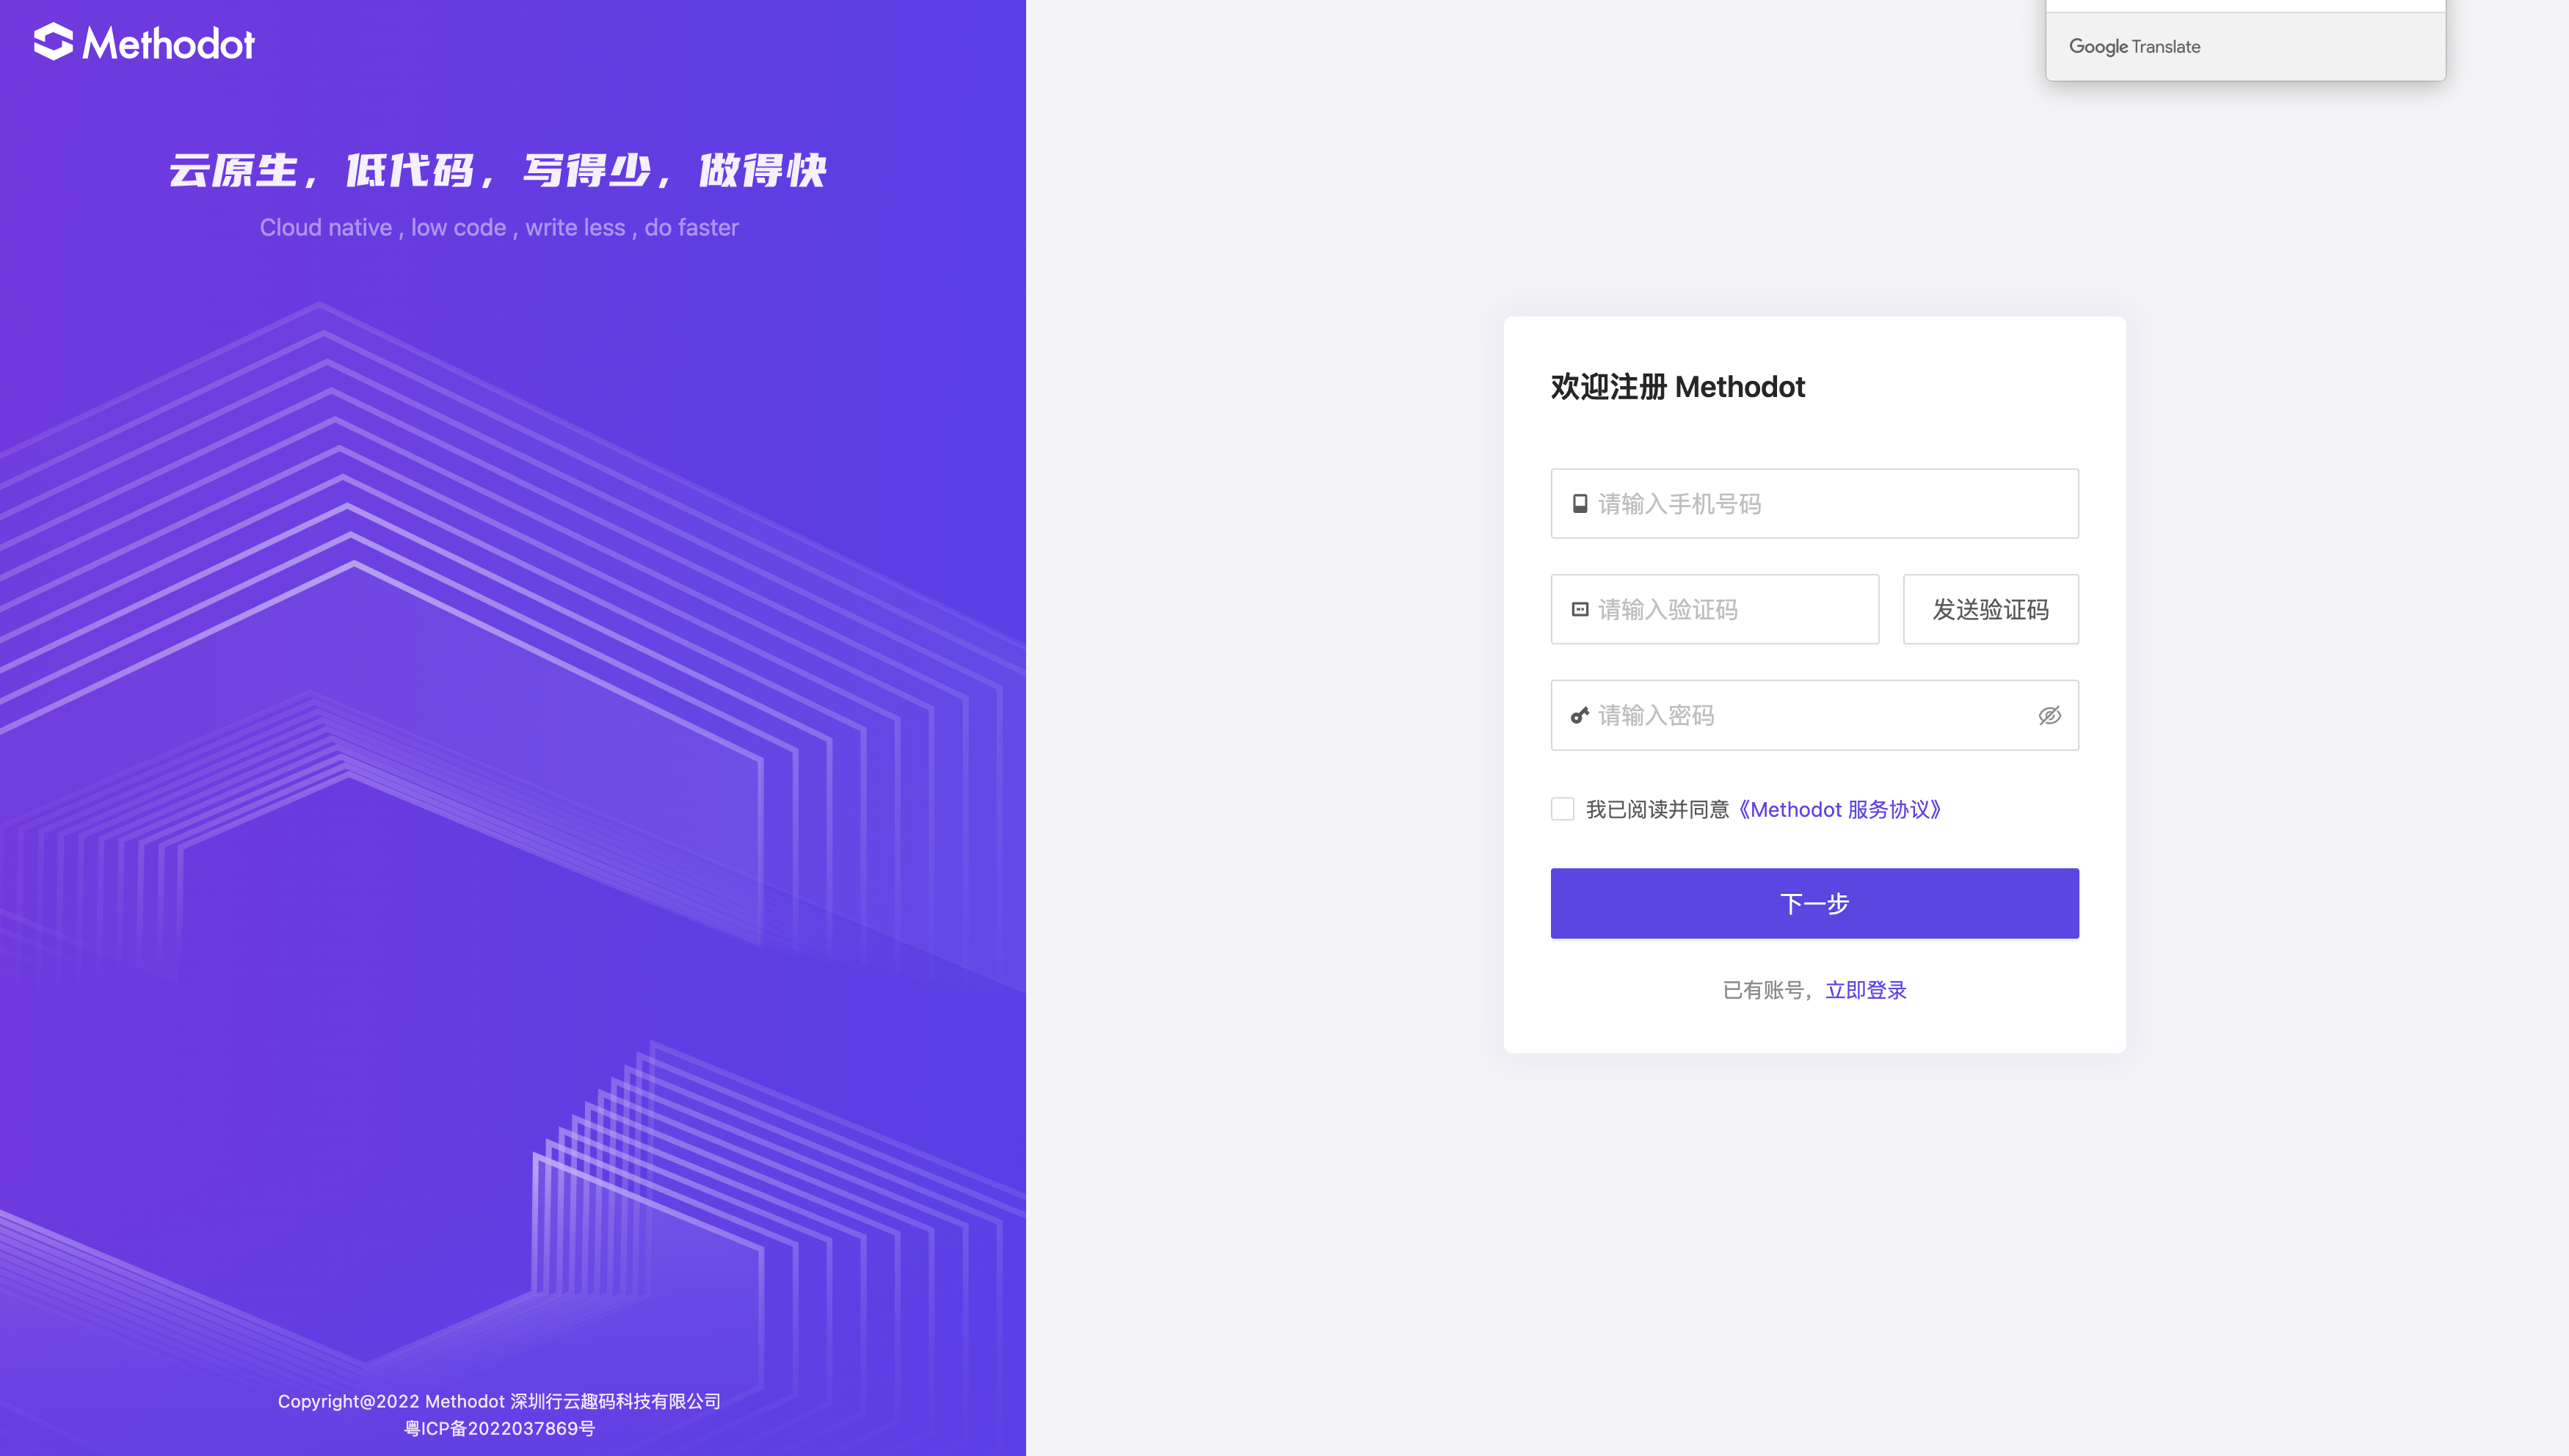 Methodot
云原生，低代码，写得少，做得快
Cloud native , low code , write less , do faster
Copyright@2022 Methodot 深圳行云趣码科技有限公司
粤ICP备2022037869号
Google Translate
欢迎注册 Methodot
请输入手机号码
请输入验证码
发送验证码
请输入密码
我已阅读并同意《Methodot 服务协议》
下一步
已有账号，立即登录